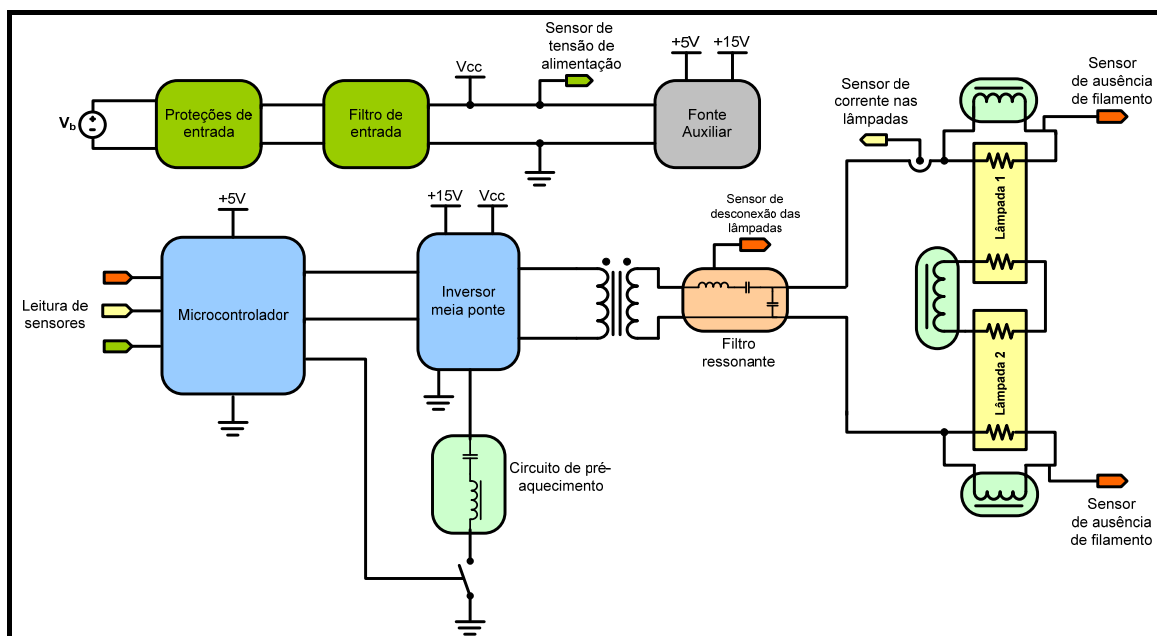 Sensor de
tensão de
alimentação
+5V
+15V
Vcc
Sensor
de ausência
de filamento
Sensor de
corrente nas
lâmpadas
Vb
Proteções de
entrada
Filtro de
entrada
Fonte
Auxiliar
Lâmpada 1
+5V
+15V
Vcc
Sensor de
desconexão das
lâmpadas
Leitura de
sensores
Microcontrolador
Inversor
meia ponte
Filtro
ressonante
Lâmpada 2
Circuito de pré-
aquecimento
Sensor
de ausência
de filamento